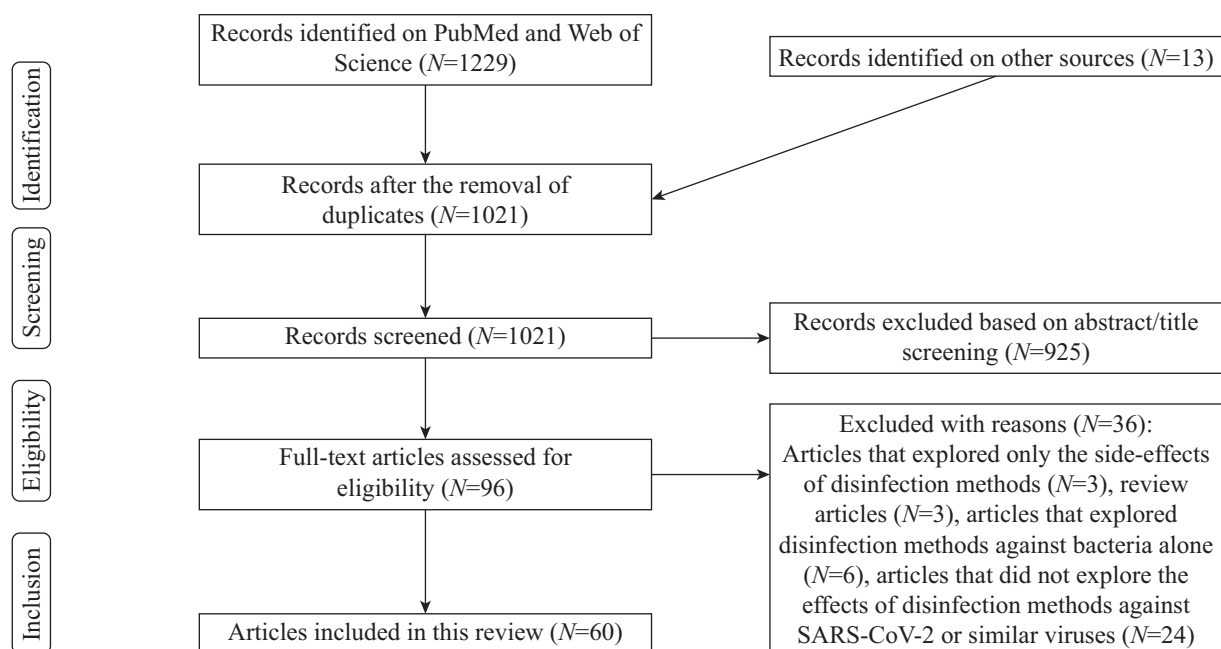 Records identified on PubMed and Web of
Science (N=1229)
Records identified on other sources (N=13)
Identification
Records after the removal of
duplicates (N=1021)
Screening
Records screened (N=1021)
Records excluded based on abstract/title
screening (N=925)
Eligibility
Full-text articles assessed for
eligibility (N=96)
Excluded with reasons (N=36):
Articles that explored only the side-effects
of disinfection methods (N=3), review
articles (N=3), articles that explored
disinfection methods against bacteria alone
(N=6), articles that did not explore the
effects of disinfection methods against
SARS-CoV-2 or similar viruses (N=24)
Inclusion
Articles included in this review (N=60)